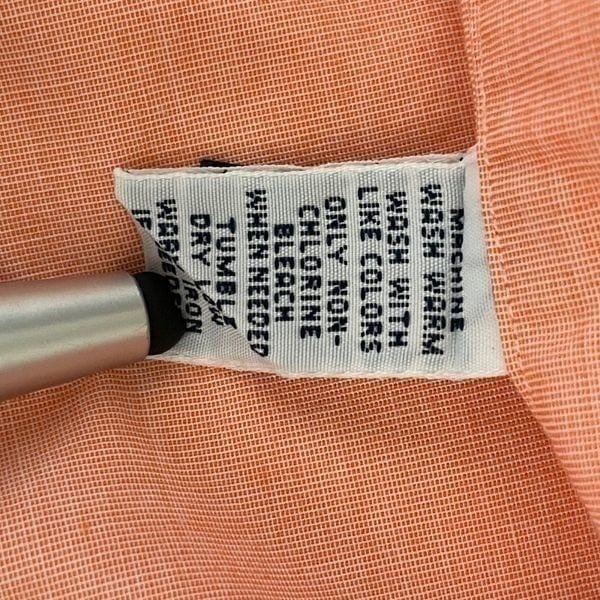 MACHINE
WASH WARM
WASH WITH
LIKE COLORS
ONLY NON-
CHLORINE
BLEACH
WHEN NEEDED
TUMBLE
DRY
IRON